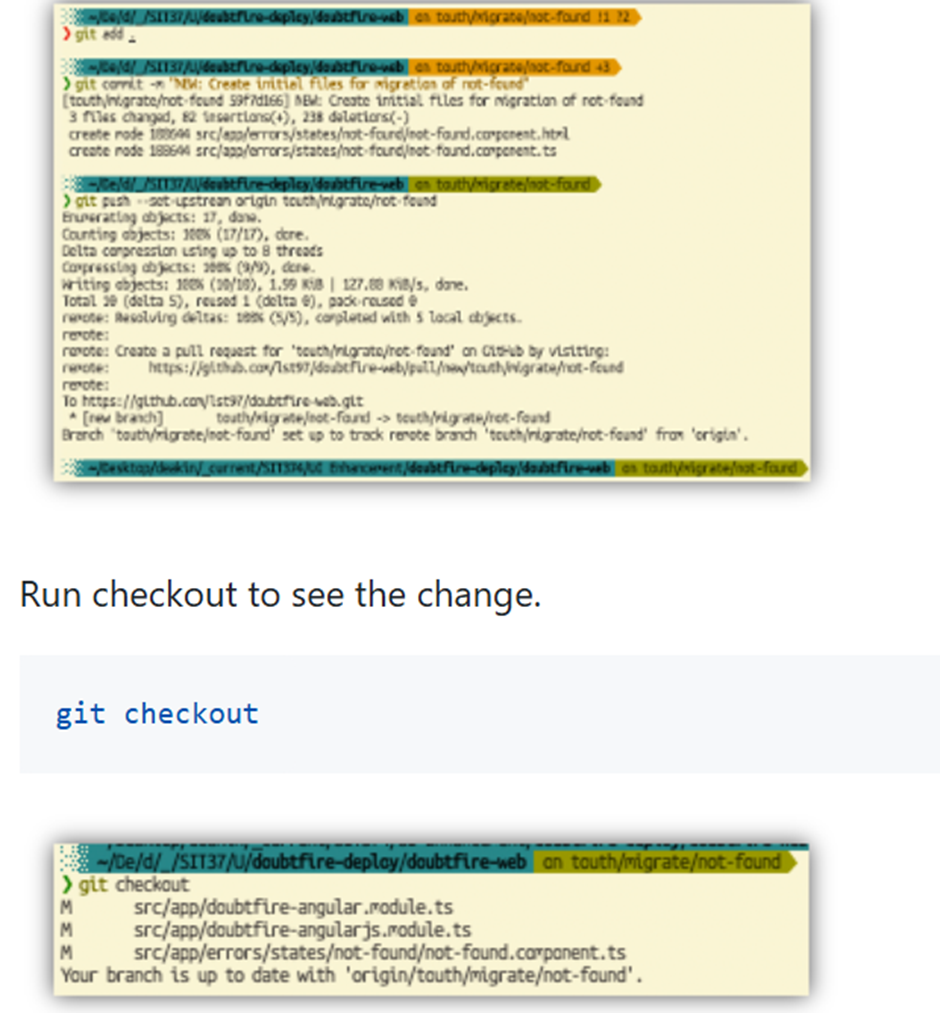 ~/De/d/_/SIT37/U/doubtfire-deploy/doubtfire-web on touth/migrate/not-found !1 ?2
❯ git add .
~/De/d/_/SIT37/U/doubtfire-deploy/doubtfire-web on touth/migrate/not-found +3
❯ git commit -m "NEW: Create initial files for migration of not-found"
[touth/migrate/not-found 59f7d166] NEW: Create initial files for migration of not-found
3 files changed, 82 insertions(+), 238 deletions(-)
create mode 100644 src/app/errors/states/not-found/not-found.component.html
create mode 100644 src/app/errors/states/not-found/not-found.component.ts
~/De/d/_/SIT37/U/doubtfire-deploy/doubtfire-web on touth/migrate/not-found
❯ git push --set-upstream origin touth/migrate/not-found
Enumerating objects: 17, done.
Counting objects: 100% (17/17), done.
Delta compression using up to 8 threads
Compressing objects: 100% (9/9), done.
Writing objects: 100% (10/10), 1.99 KiB | 127.00 KiB/s, done.
Total 10 (delta 5), reused 1 (delta 0), pack-reused 0
remote: Resolving deltas: 100% (5/5), completed with 5 local objects.
remote:
remote: Create a pull request for 'touth/migrate/not-found' on GitHub by visiting:
remote: https://github.com/lst97/doubtfire-web/pull/new/touth/migrate/not-found
remote:
To https://github.com/lst97/doubtfire-web.git
* [new branch] touth/migrate/not-found -> touth/migrate/not-found
Branch 'touth/migrate/not-found' set up to track remote branch 'touth/migrate/not-found' from 'origin'.
~/Desktop/deakin/_current/SIT374/UI Enhancement/doubtfire-deploy/doubtfire-web on touth/migrate/not-found
Run checkout to see the change.
git checkout
~/De/d/_/SIT37/U/doubtfire-deploy/doubtfire-web on touth/migrate/not-found
❯ git checkout
M src/app/doubtfire-angular.module.ts
M src/app/doubtfire-angularjs.module.ts
M src/app/errors/states/not-found/not-found.component.ts
Your branch is up to date with 'origin/touth/migrate/not-found'.